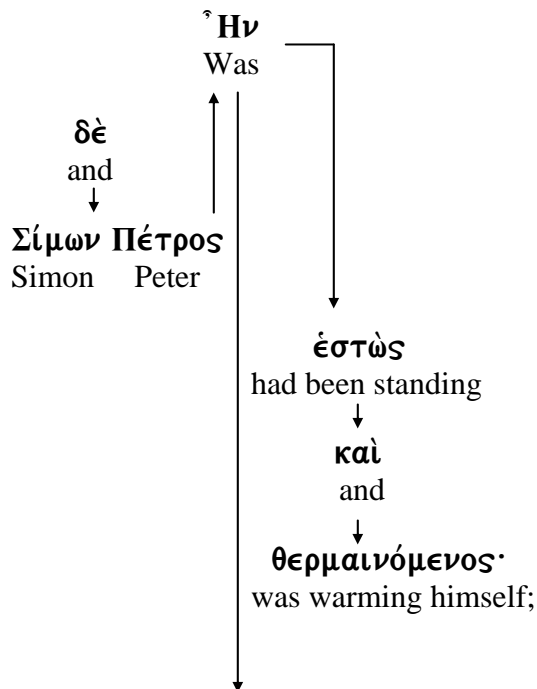 Ἦν
Was
δὲ
and
Σίμων Πέτρος
Simon Peter
ἑστὼς
had been standing
καὶ
and
θερμαινόμενος·
was warming himself;